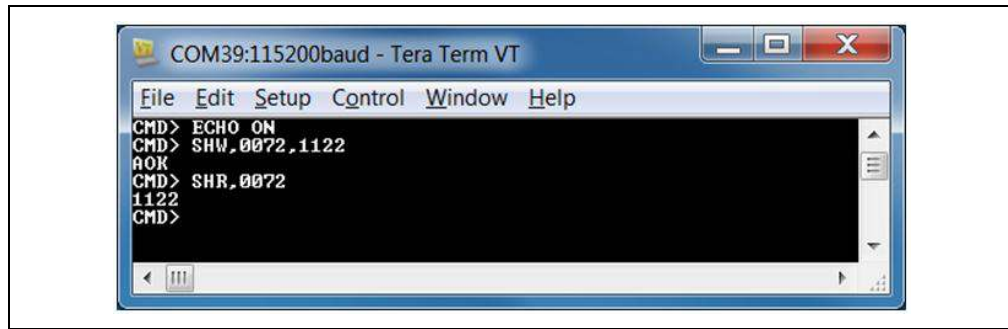 COM39:115200baud - Tera Term VT
File Edit Setup Control Window Help
CMD> ECHO ON
CMD> SHW,0072,1122
AOK
CMD> SHR,0072
1122
CMD>